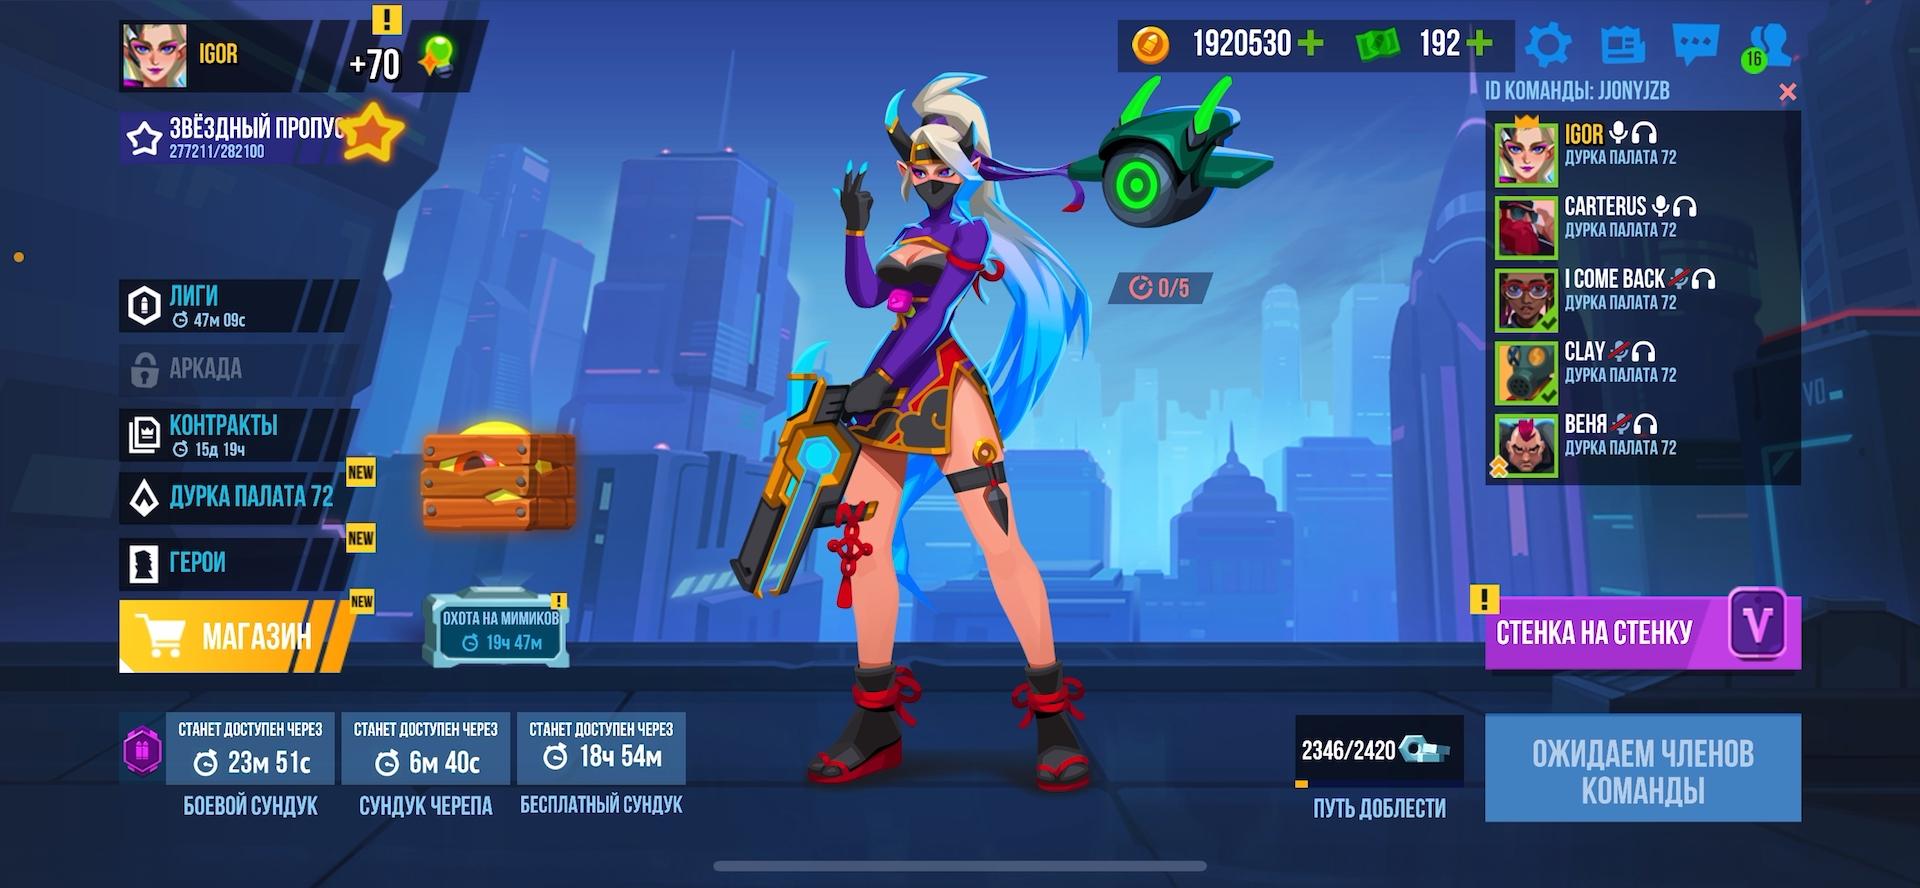 IGOR
!
+70
ЗВЁЗДНЫЙ ПРОПУС
277211/282100
1920530
192
16
ID КОМАНДЫ: JJONYJZB
IGOR
ДУРКА ПАЛАТА 72
CARTERUS
ДУРКА ПАЛАТА 72
I COME BACK
ДУРКА ПАЛАТА 72
CLAY
ДУРКА ПАЛАТА 72
ВЕНЯ
ДУРКА ПАЛАТА 72
0/5
ЛИГИ
47м 09с
АРКАДА
КОНТРАКТЫ
15д 19ч
NEW
ДУРКА ПАЛАТА 72
NEW
ГЕРОИ
NEW
МАГАЗИН
!
ОХОТА НА МИМИКОВ
19ч 47м
!
СТЕНКА НА СТЕНКУ
V
СТАНЕТ ДОСТУПЕН ЧЕРЕЗ
23м 51с
БОЕВОЙ СУНДУК
СТАНЕТ ДОСТУПЕН ЧЕРЕЗ
6м 40с
СУНДУК ЧЕРЕПА
СТАНЕТ ДОСТУПЕН ЧЕРЕЗ
18ч 54м
БЕСПЛАТНЫЙ СУНДУК
2346/2420
ПУТЬ ДОБЛЕСТИ
ОЖИДАЕМ ЧЛЕНОВ
КОМАНДЫ